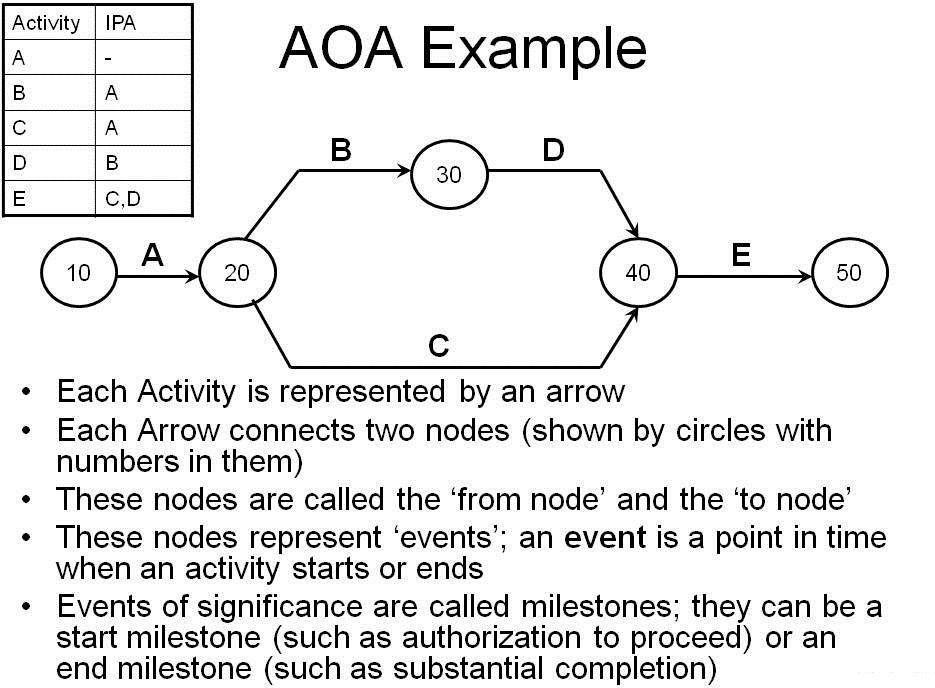 Activity IPA
AOA Example
A -
B A
C A
D B
E C,D
B D
30
A E
10 20 40 50
C
• Each Activity is represented by an arrow
• Each Arrow connects two nodes (shown by circles with
numbers in them)
• These nodes are called the ‘from node’ and the ‘to node’
• These nodes represent ‘events’; an event is a point in time
when an activity starts or ends
• Events of significance are called milestones; they can be a
start milestone (such as authorization to proceed) or an
end milestone (such as substantial completion)